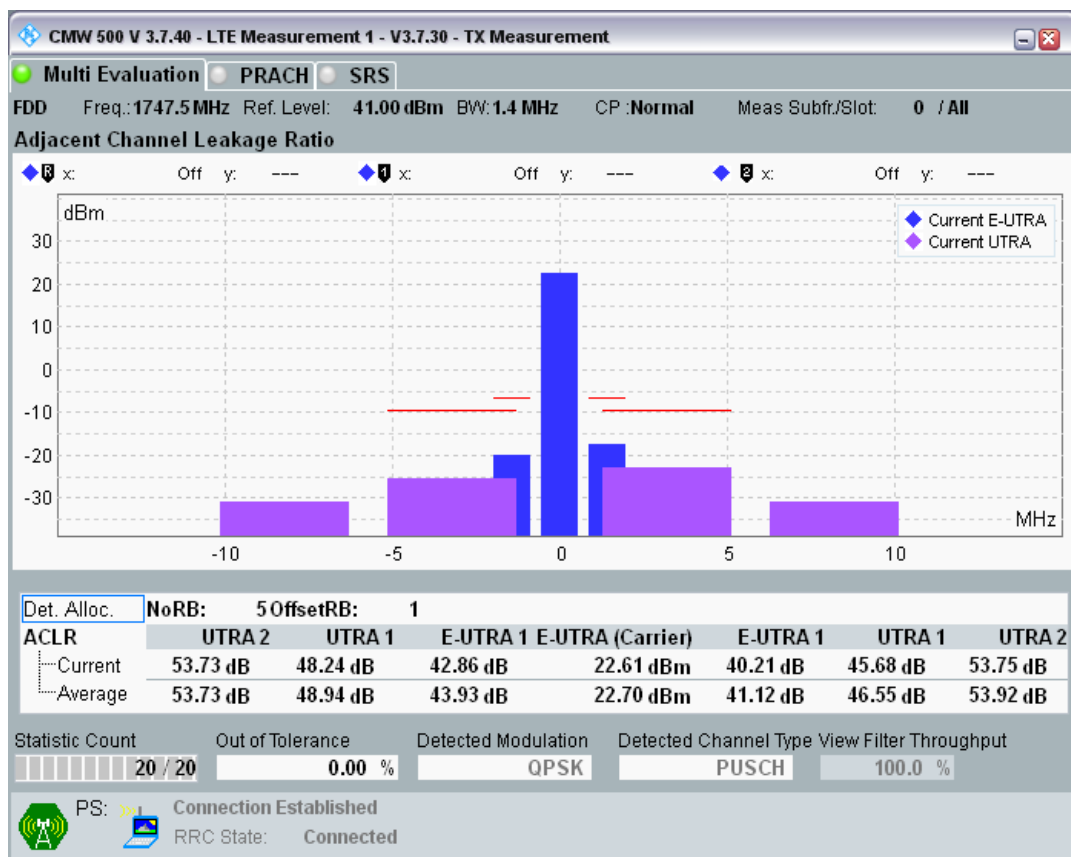 CMW 500 V 3.7.40 - LTE Measurement 1 - V3.7.30 - TX Measurement
Multi Evaluation PRACH SRS
FDD Freq.: 1747.5 MHz Ref. Level: 41.00 dBm BW: 1.4 MHz CP :Normal Meas Subfr./Slot: 0 / All
Adjacent Channel Leakage Ratio
R x: Off y: --- 1 x: Off y: --- 2 x: Off y: ---
dBm
Current E-UTRA
Current UTRA
30
20
10
0
-10
-20
-30
MHz
-10 -5 0 5 10
Det. Alloc. NoRB: 5 OffsetRB: 1
ACLR UTRA 2 UTRA 1 E-UTRA 1 E-UTRA (Carrier) E-UTRA 1 UTRA 1 UTRA 2
Current 53.73 dB 48.24 dB 42.86 dB 22.61 dBm 40.21 dB 45.68 dB 53.75 dB
Average 53.73 dB 48.94 dB 43.93 dB 22.70 dBm 41.12 dB 46.55 dB 53.92 dB
Statistic Count Out of Tolerance Detected Modulation Detected Channel Type View Filter Throughput
20 / 20 0.00 % QPSK PUSCH 100.0 %
PS: Connection Established
RRC State: Connected